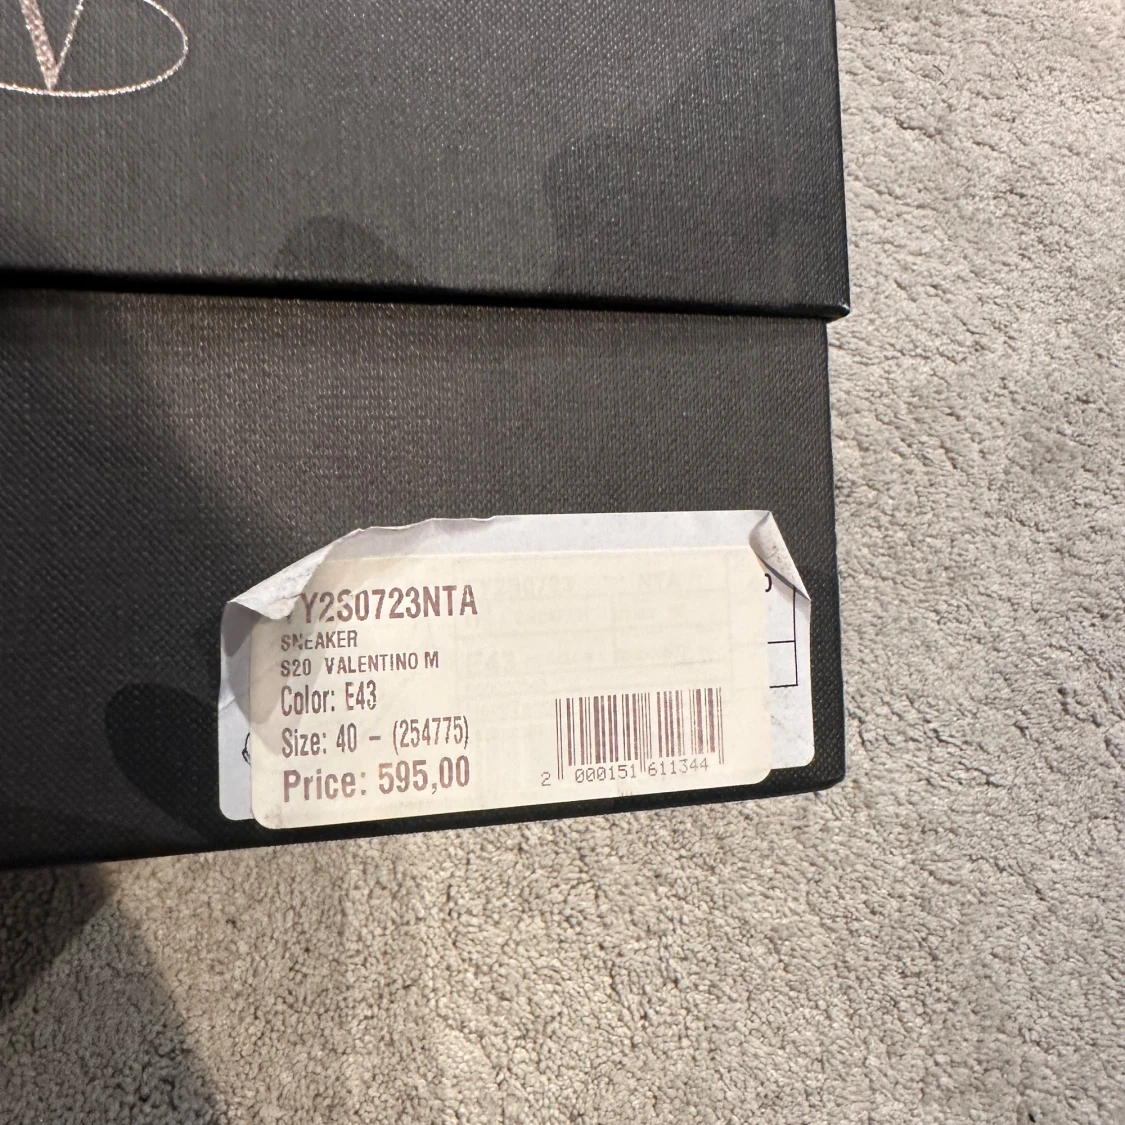 V
Y2S0723NTA
SNEAKER
S20 VALENTINO M
Color: E43
Size: 40 - (254775)
Price: 595,00
2 000151 611344